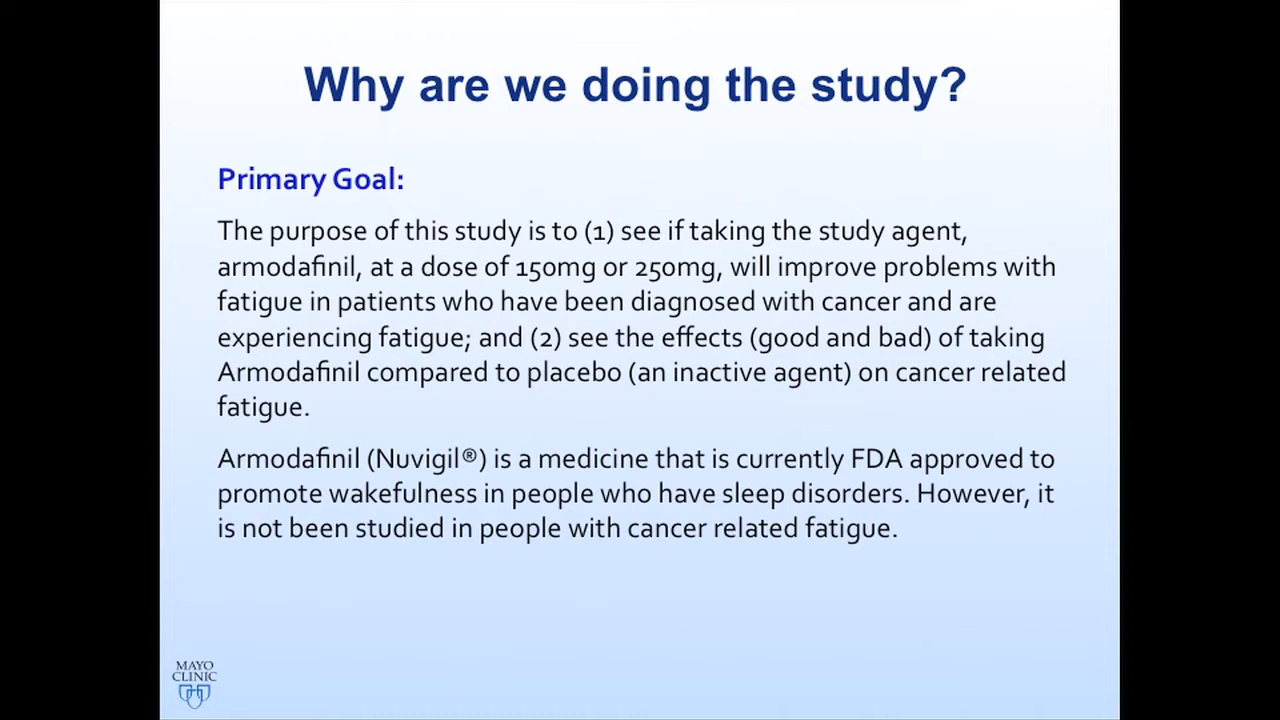 Why are we doing the study?
Primary Goal:
The purpose of this study is to (1) see if taking the study agent,
armodafinil, at a dose of 150mg or 250mg, will improve problems with
fatigue in patients who have been diagnosed with cancer and are
experiencing fatigue; and (2) see the effects (good and bad) of taking
Armodafinil compared to placebo (an inactive agent) on cancer related
fatigue.
Armodafinil (Nuvigil®) is a medicine that is currently FDA approved to
promote wakefulness in people who have sleep disorders. However, it
is not been studied in people with cancer related fatigue.
MAYO
CLINIC